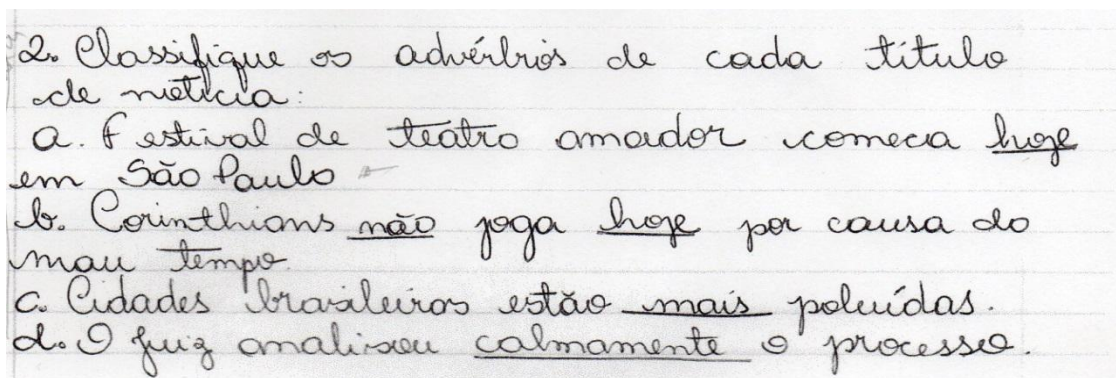 2. Classifique os advérbios de cada título
de notícia:
a. Festival de teatro amador começa hoje
em São Paulo
b. Corinthians não joga hoje por causa do
mau tempo.
c. Cidades brasileiras estão mais poluídas.
d. O juiz analisou calmamente o processo.